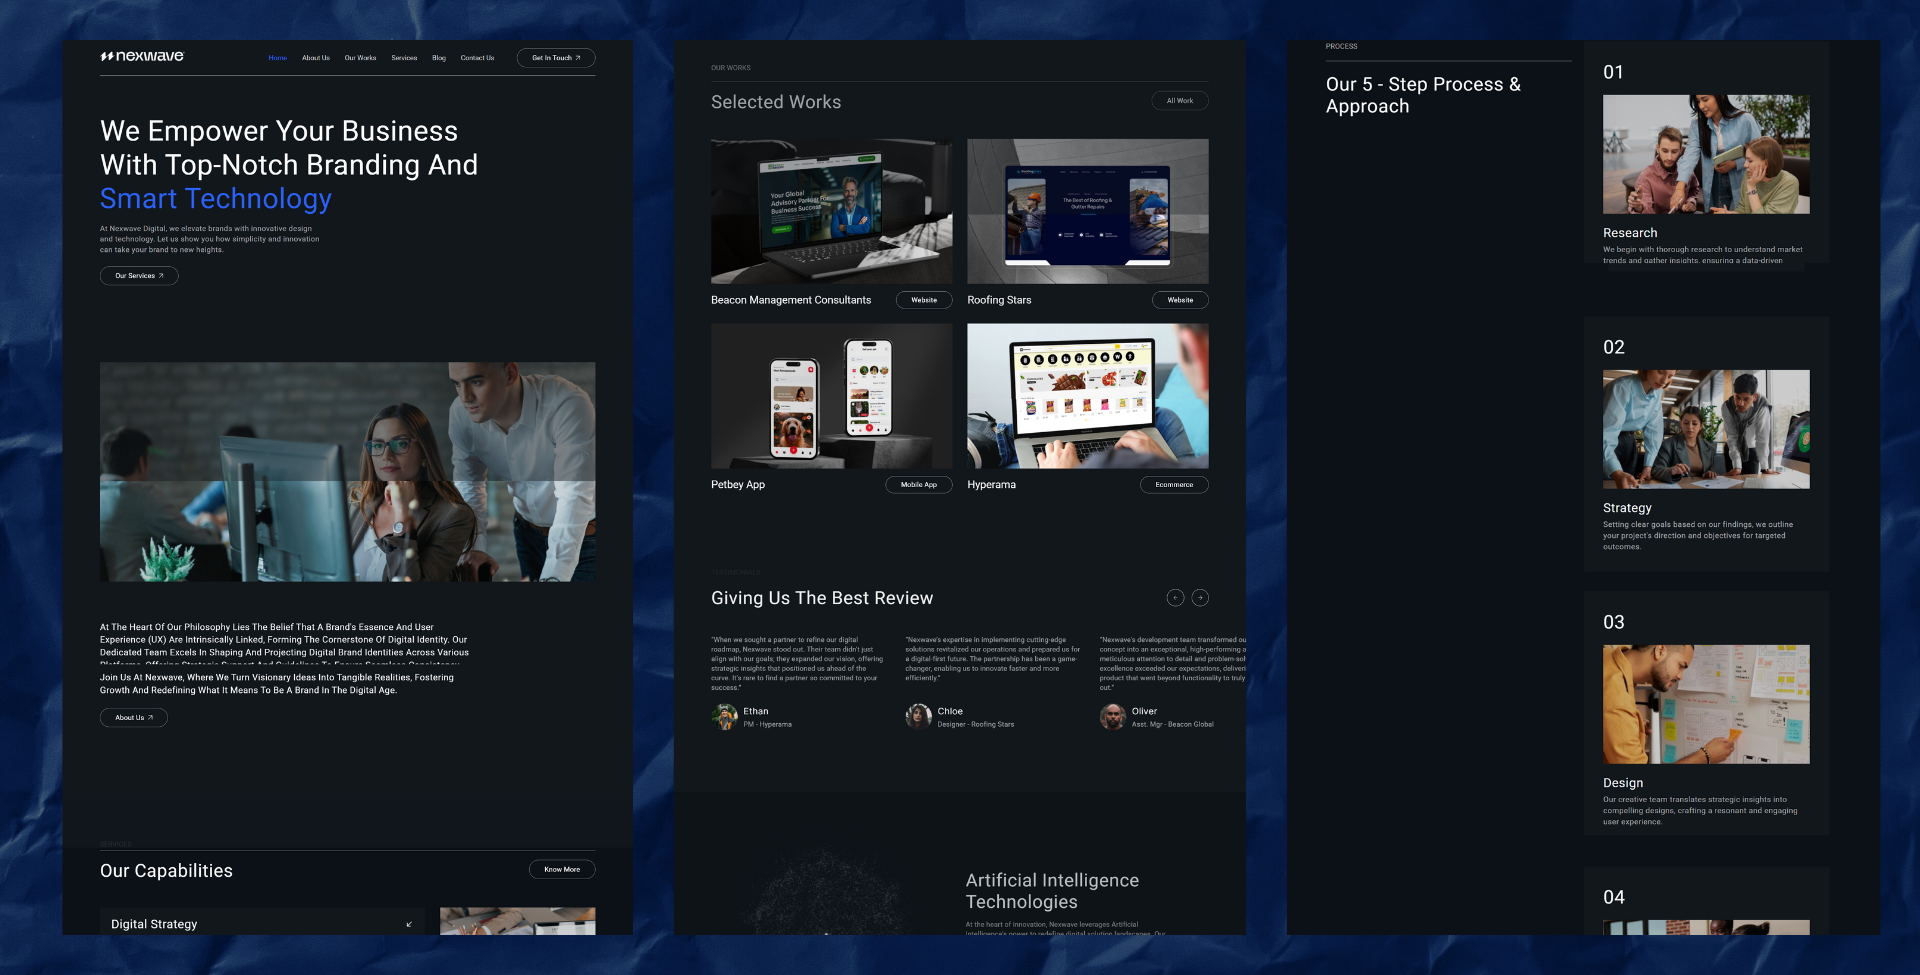 nexwave
Home
About Us
Our Works
Services
Blog
Contact Us
Get In Touch
We Empower Your Business
With Top-Notch Branding And
Smart Technology
At Nexwave Digital, we elevate brands with innovative design
and technology. Let us show you how simplicity and innovation
can take your brand to new heights.
Our Services
At The Heart Of Our Philosophy Lies The Belief That A Brand's Essence And User
Experience (UX) Are Intrinsically Linked, Forming The Cornerstone Of Digital Identity. Our
Dedicated Team Excels In Shaping And Projecting Digital Brand Identities Across Various
Platforms, Offering Strategic Support And Guidelines To Ensure Seamless Consistency.
Join Us At Nexwave, Where We Turn Visionary Ideas Into Tangible Realities, Fostering
Growth And Redefining What It Means To Be A Brand In The Digital Age.
About Us
SERVICES
Our Capabilities
Know More
Digital Strategy
OUR WORKS
Selected Works
All Work
Your Global
Advisory Partner For
Business Success
The Best of Roofing &
Gutter Repairs
Beacon Management Consultants
Website
Roofing Stars
Website
Petbey App
Mobile App
Hyperama
Ecommerce
TESTIMONIALS
Giving Us The Best Review
"When we sought a partner to refine our digital
roadmap, Nexwave stood out. Their team didn't just
align with our goals; they expanded our vision, offering
strategic insights that positioned us ahead of the
curve. It's rare to find a partner so committed to your
success."
Ethan
PM - Hyperama
"Nexwave's expertise in implementing cutting-edge
solutions revitalized our operations and prepared us for
a digital-first future. The partnership has been a game-
changer, enabling us to innovate faster and more
efficiently."
Chloe
Designer - Roofing Stars
"Nexwave's development team transformed ou
concept into an exceptional, high-performing a
meticulous attention to detail and problem-sol
excellence exceeded our expectations, deliveri
product that went beyond functionality to truly
out."
Oliver
Asst. Mgr - Beacon Global
Artificial Intelligence
Technologies
At the heart of innovation, Nexwave leverages Artificial
Intelligence's power to redefine digital solution landscapes. Our
PROCESS
Our 5 - Step Process &
Approach
01
Research
We begin with thorough research to understand market
trends and gather insights, ensuring a data-driven
02
Strategy
Setting clear goals based on our findings, we outline
your project's direction and objectives for targeted
outcomes.
03
Design
Our creative team translates strategic insights into
compelling designs, crafting a resonant and engaging
user experience.
04